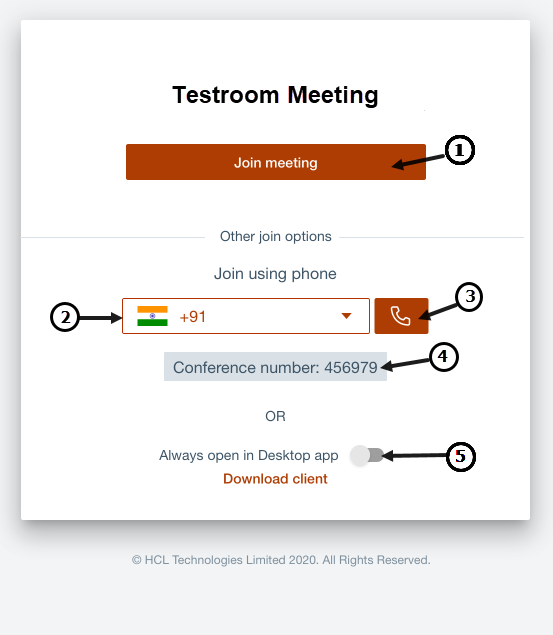 Testroom Meeting
Join meeting
1
Other join options
Join using phone
2
+91
3
Conference number: 456979
4
OR
Always open in Desktop app
5
Download client
© HCL Technologies Limited 2020. All Rights Reserved.